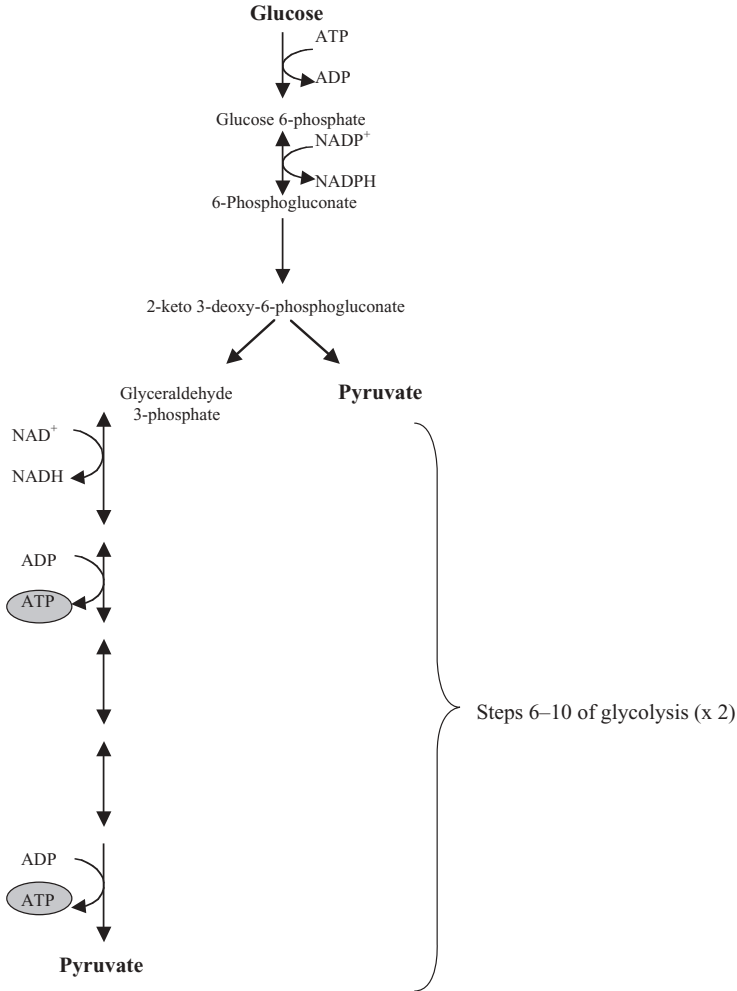 Glucose
ATP
ADP
Glucose 6-phosphate
NADP+
NADPH
6-Phosphogluconate
2-keto 3-deoxy-6-phosphogluconate
Glyceraldehyde
3-phosphate
Pyruvate
NAD+
NADH
ADP
ATP
Steps 6–10 of glycolysis (x 2)
ADP
ATP
Pyruvate